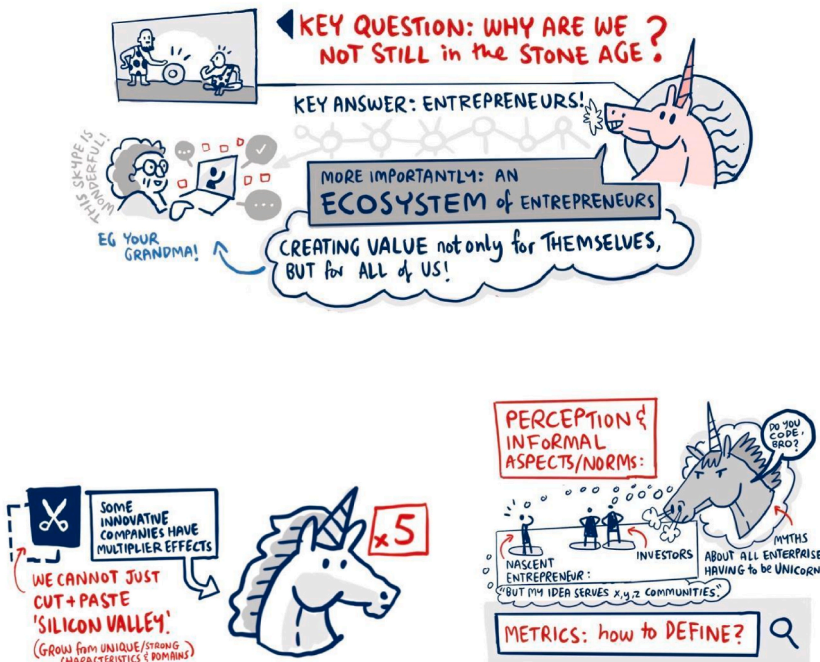 KEY QUESTION: WHY ARE WE
NOT STILL in the STONE AGE?
KEY ANSWER: ENTREPRENEURS!
THIS SKYPE IS
WONDERFUL!
MORE IMPORTANTLY: AN
ECOSYSTEM of ENTREPRENEURS
EG YOUR
GRANDMA!
CREATING VALUE not only for THEMSELVES,
BUT for ALL of US!
SOME
INNOVATIVE
COMPANIES HAVE
MULTIPLIER EFFECTS
x5
WE CANNOT JUST
CUT + PASTE
'SILICON VALLEY'.
(GROW from UNIQUE/STRONG
CHARACTERISTICS & DOMAINS)
PERCEPTION &
INFORMAL
ASPECTS/NORMS:
DO YOU
CODE,
BRO?
NASCENT
ENTREPRENEUR:
INVESTORS
MYTHS
ABOUT ALL ENTERPRISE
HAVING to be UNICORN
"BUT MY IDEA SERVES x,y,z COMMUNITIES."
METRICS: how to DEFINE?